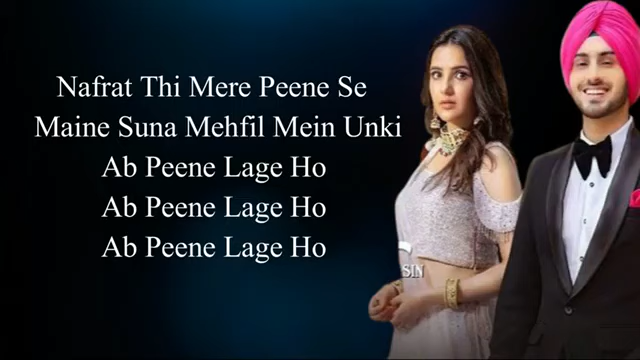 Nafrat Thi Mere Peene Se
Maine Suna Mehfil Mein Unki
Ab Peene Lage Ho
Ab Peene Lage Ho
Ab Peene Lage Ho
SIN